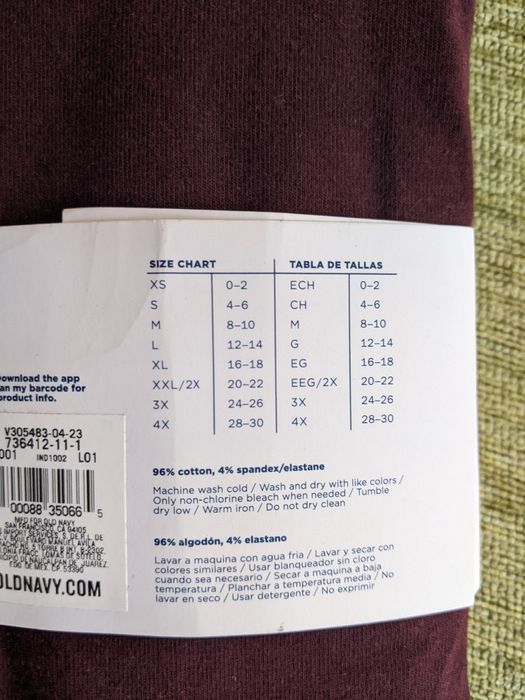 SIZE CHART TABLA DE TALLAS
XS 0–2 ECH 0–2
S 4–6 CH 4–6
M 8–10 M 8–10
L 12–14 G 12–14
XL 16–18 EG 16–18
XXL/2X 20–22 EEG/2X 20–22
3X 24–26 3X 24–26
4X 28–30 4X 28–30
ownload the app
an my barcode for
product info.
V305483-04-23
736412-11-1
001 IND1002 L01
00088 35066 5
MFD FOR OLD NAVY
SAN FRANCISCO, CA 94105
OLDNAVY.COM
96% cotton, 4% spandex/elastane
Machine wash cold / Wash and dry with like colors /
Only non-chlorine bleach when needed / Tumble
dry low / Warm iron / Do not dry clean
96% algodón, 4% elastano
Lavar a maquina con agua fria / Lavar y secar con
colores similares / Usar blanqueador sin cloro
cuando sea necesario / Secar a maquina a baja
temperatura / Planchar a temperatura media / No
lavar en seco / Usar detergente / No exprimir